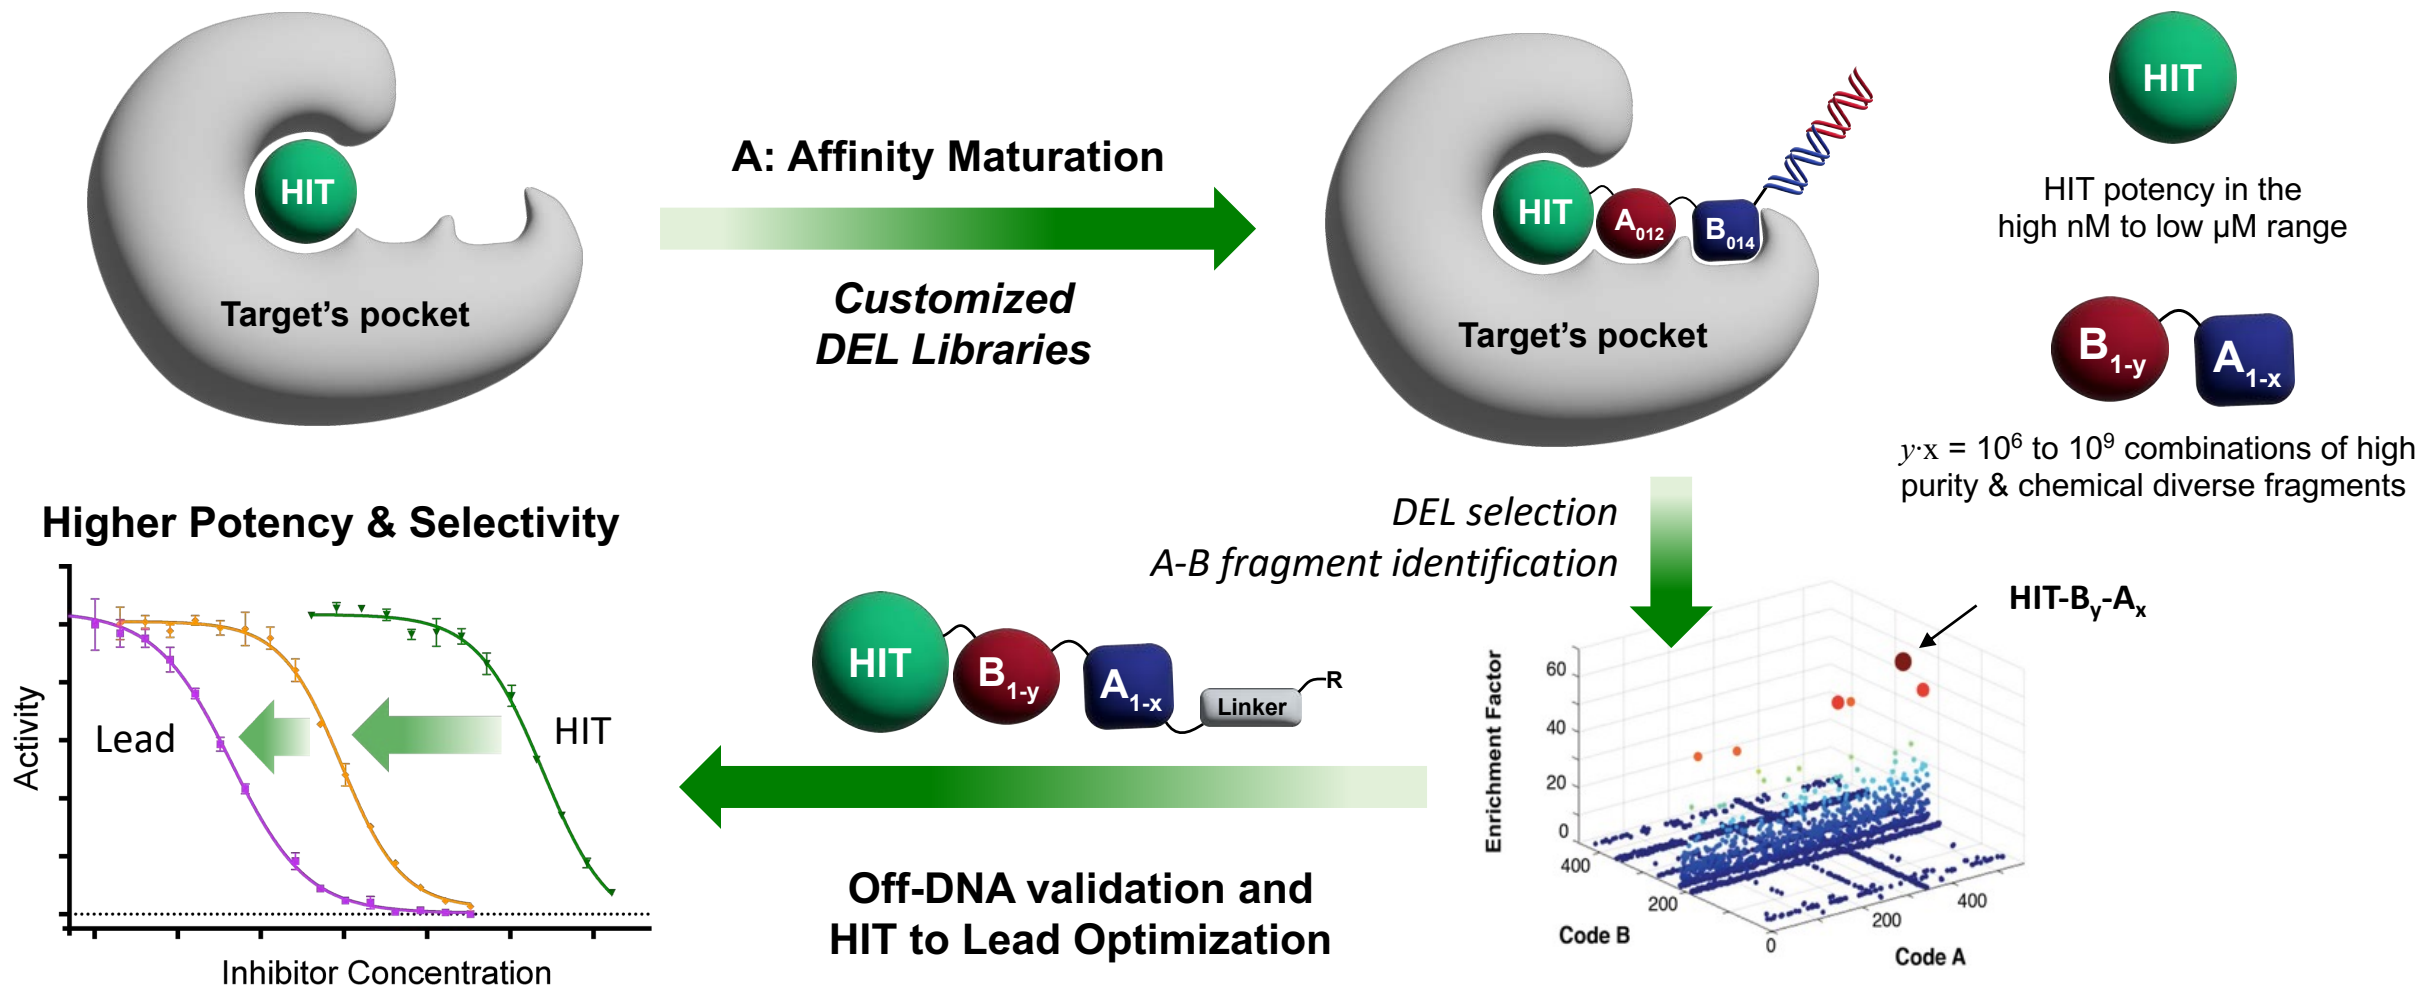 HIT
Target's pocket
A: Affinity Maturation
Customized
DEL Libraries
HIT
A012
B014
Target's pocket
HIT
HIT potency in the
high nM to low µM range
B1-y
A1-x
y·x = 10⁶ to 10⁹ combinations of high
purity & chemical diverse fragments
DEL selection
A-B fragment identification
HIT-By-Ax
Enrichment Factor
60
40
20
0
400
200
0
200
400
Code B
Code A
HIT
B1-y
A1-x
Linker
R
Off-DNA validation and
HIT to Lead Optimization
Higher Potency & Selectivity
Activity
Lead
HIT
Inhibitor Concentration